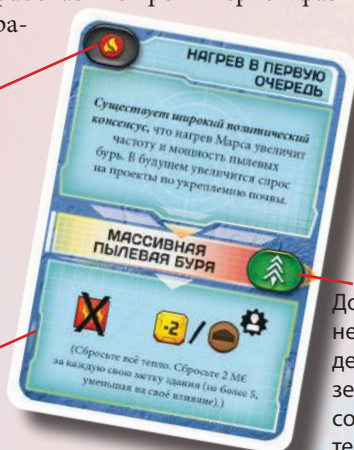 ра-
НАГРЕВ В ПЕРВУЮ
ОЧЕРЕДЬ
Существует широкий политический
консенсус, что нагрев Марса увеличит
частоту и мощность пылевых
бурь. В будущем увеличится спрос
на проекты по укреплению почвы.
МАССИВНАЯ
ПЫЛЕВАЯ БУРЯ
-2 /
(Сбросьте всё тепло. Сбросьте 2 М€
за каждую свою метку здания (не более 5,
уменьшая на своё влияние).)
До
не
де
зе
со
те